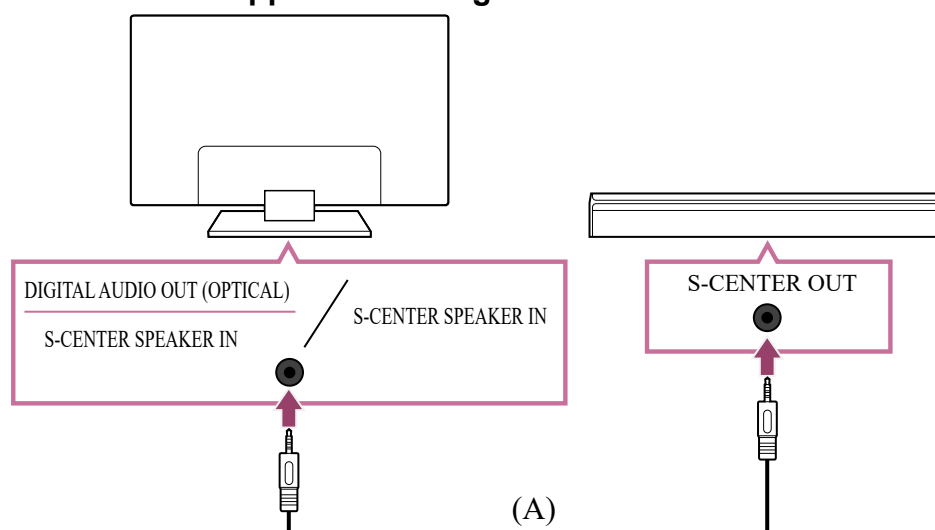 DIGITAL AUDIO OUT (OPTICAL)
S-CENTER SPEAKER IN
S-CENTER SPEAKER IN
S-CENTER OUT
(A)